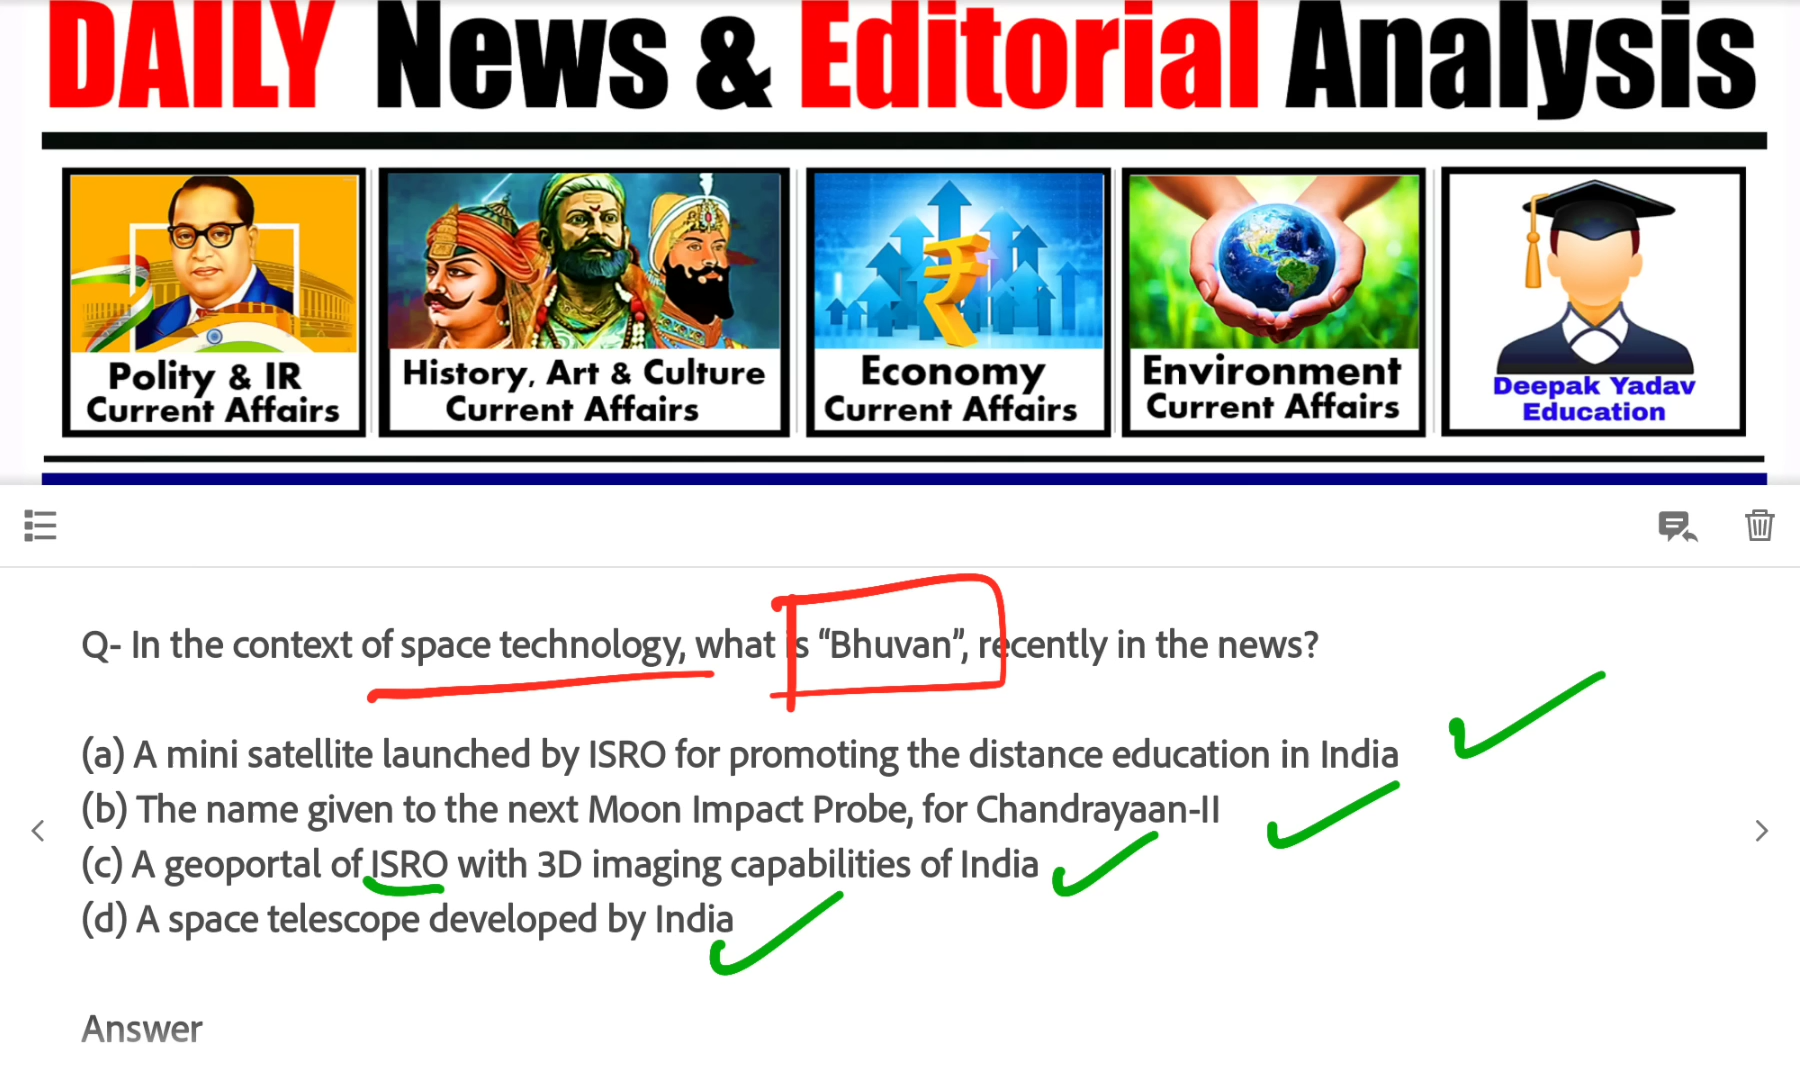 DAILY News & Editorial Analysis
Polity & IR
Current Affairs
History, Art & Culture
Current Affairs
Economy
Current Affairs
Environment
Current Affairs
Deepak Yadav
Education
Q- In the context of space technology, what is “Bhuvan”, recently in the news?
(a) A mini satellite launched by ISRO for promoting the distance education in India
(b) The name given to the next Moon Impact Probe, for Chandrayaan-II
(c) A geoportal of ISRO with 3D imaging capabilities of India
(d) A space telescope developed by India
Answer